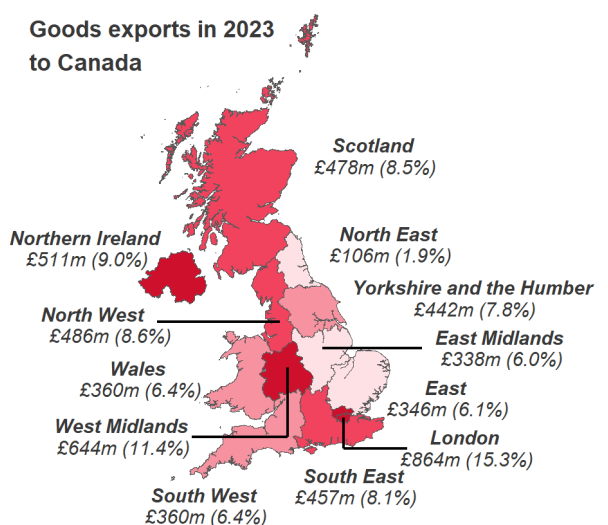 Goods exports in 2023
to Canada
Scotland
£478m (8.5%)
Northern Ireland
£511m (9.0%)
North East
£106m (1.9%)
Yorkshire and the Humber
£442m (7.8%)
North West
£486m (8.6%)
East Midlands
£338m (6.0%)
Wales
£360m (6.4%)
East
£346m (6.1%)
West Midlands
£644m (11.4%)
London
£864m (15.3%)
South East
£457m (8.1%)
South West
£360m (6.4%)